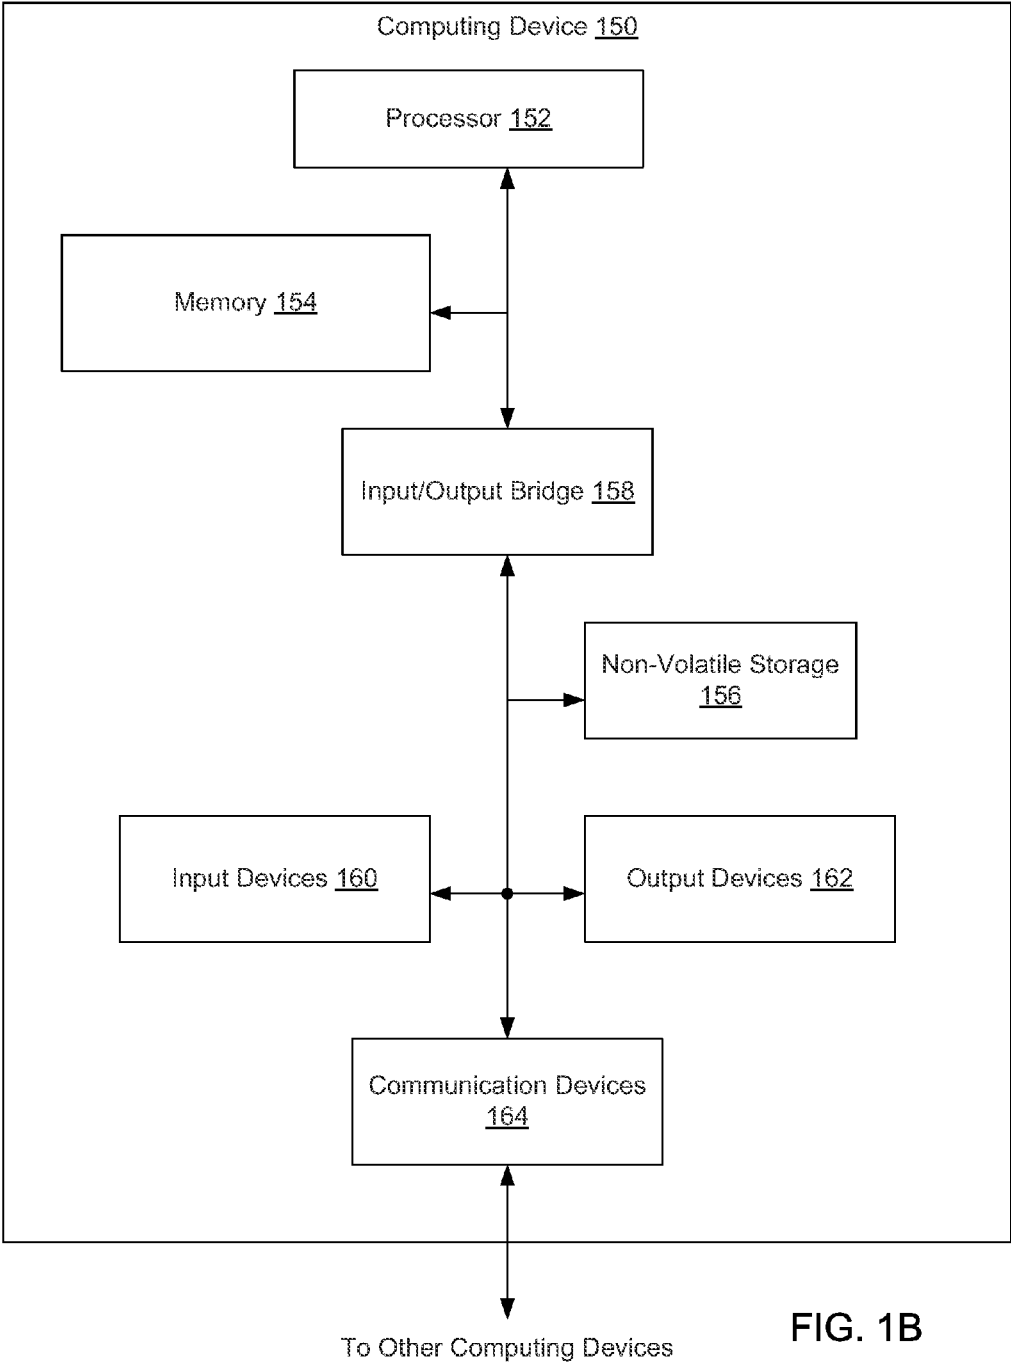 Computing Device 150
Processor 152
Memory 154
Input/Output Bridge 158
Non-Volatile Storage
156
Input Devices 160
Output Devices 162
Communication Devices
164
To Other Computing Devices
FIG. 1B